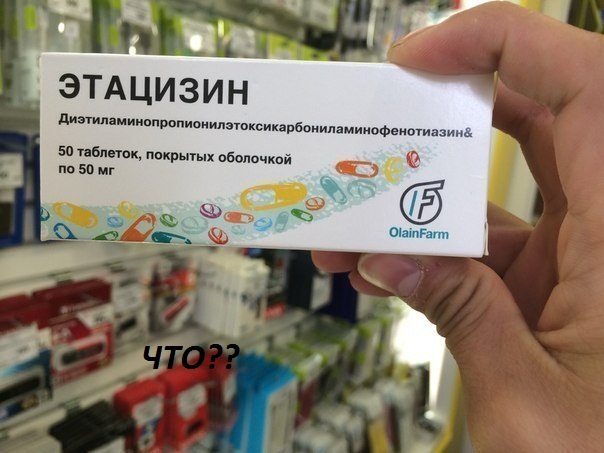 ЭТАЦИЗИН
Диэтиламинопропионилэтоксикарбониламинофенотиазин&
50 таблеток, покрытых оболочкой
по 50 мг
OlainFarm
ЧТО??